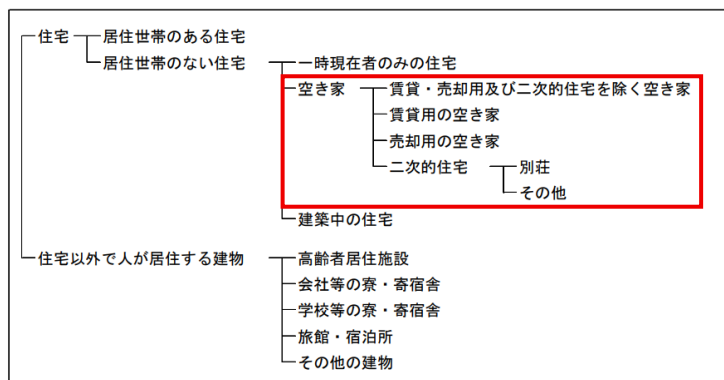 住宅 居住世帯のある住宅
居住世帯のない住宅 一時現在者のみの住宅
空き家 賃貸・売却用及び二次的住宅を除く空き家
賃貸用の空き家
売却用の空き家
二次的住宅 別荘
その他
建築中の住宅
住宅以外で人が居住する建物 高齢者居住施設
会社等の寮・寄宿舎
学校等の寮・寄宿舎
旅館・宿泊所
その他の建物